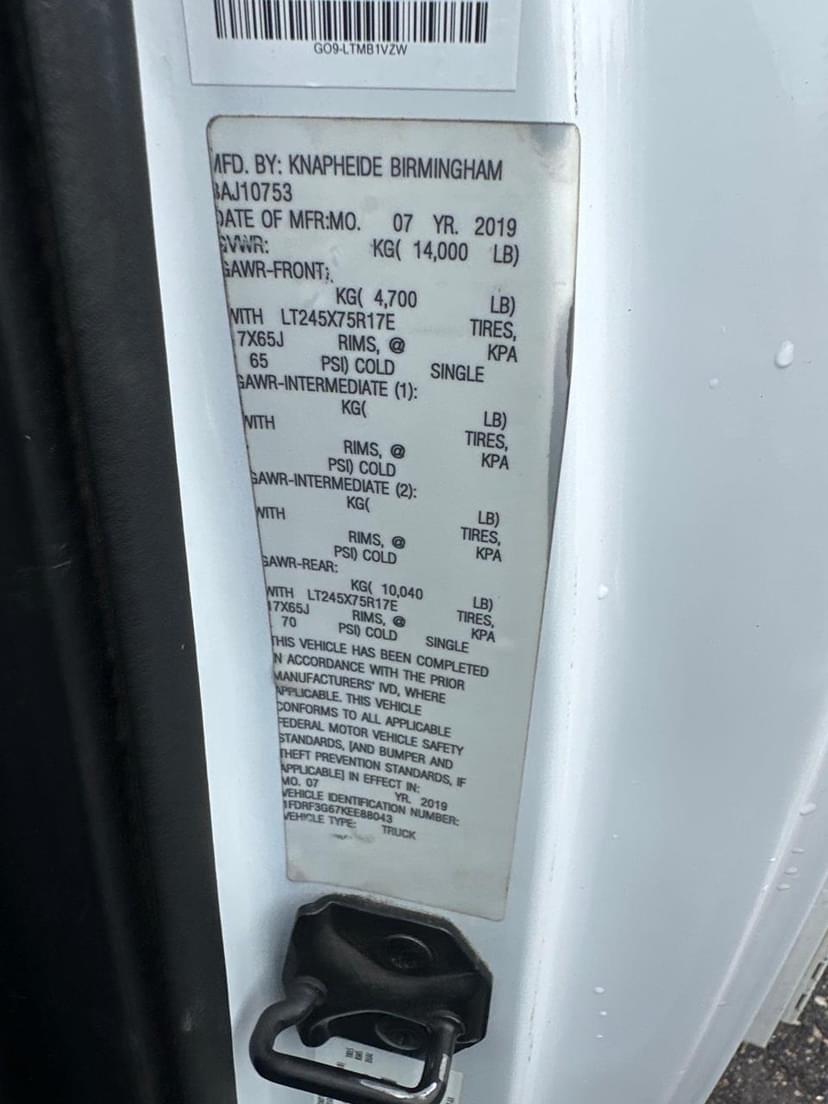 GO9-LTMB1VZW
MFD. BY: KNAPHEIDE BIRMINGHAM
BAJ10753
DATE OF MFR:MO. 07 YR. 2019
GVWR: KG( 14,000 LB)
GAWR-FRONT:
KG( 4,700 LB)
WITH LT245X75R17E TIRES,
7X65J RIMS, @ KPA
65 PSI) COLD SINGLE
GAWR-INTERMEDIATE (1):
KG( LB)
WITH TIRES,
RIMS, @ KPA
PSI) COLD
GAWR-INTERMEDIATE (2):
KG( LB)
WITH TIRES,
RIMS, @ KPA
PSI) COLD
GAWR-REAR:
KG( 10,040 LB)
WITH LT245X75R17E TIRES,
17X65J RIMS, @ KPA
70 PSI) COLD SINGLE
THIS VEHICLE HAS BEEN COMPLETED
IN ACCORDANCE WITH THE PRIOR
MANUFACTURERS' IVD, WHERE
APPLICABLE. THIS VEHICLE
CONFORMS TO ALL APPLICABLE
FEDERAL MOTOR VEHICLE SAFETY
STANDARDS, [AND BUMPER AND
THEFT PREVENTION STANDARDS, IF
APPLICABLE] IN EFFECT IN:
MO. 07 YR. 2019
VEHICLE IDENTIFICATION NUMBER:
1FDRF3G67KEE88043
VEHICLE TYPE: TRUCK